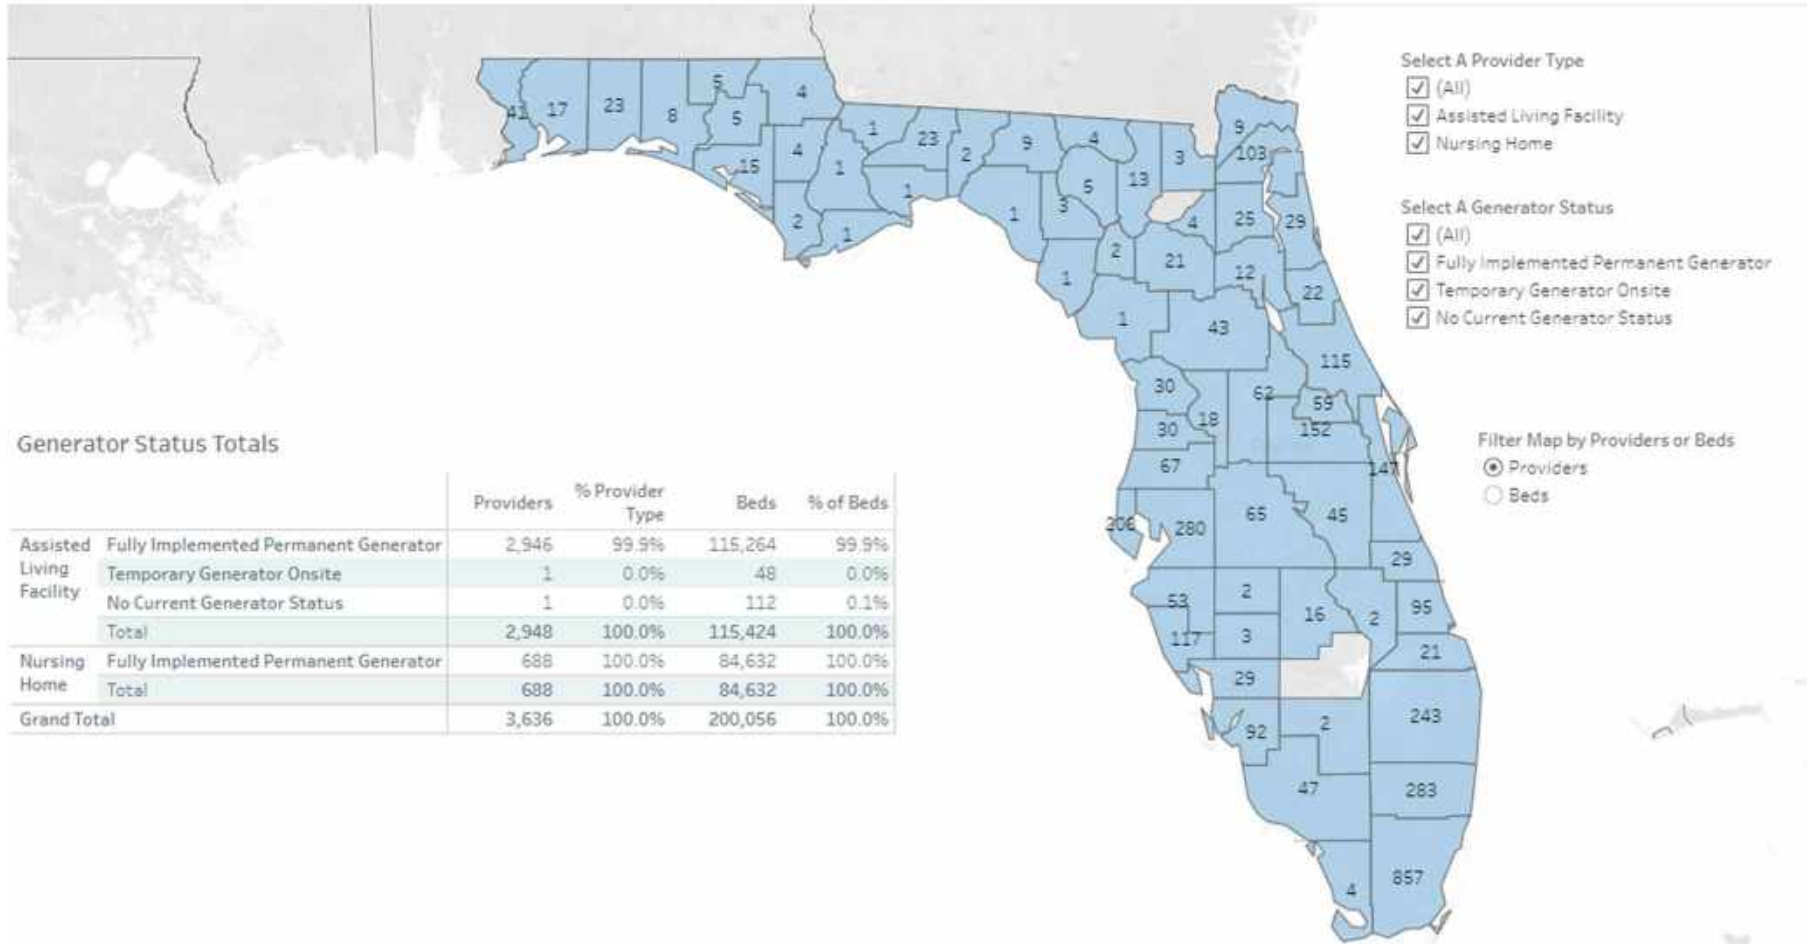 Select A Provider Type
(All)
Assisted Living Facility
Nursing Home
Select A Generator Status
(All)
Fully Implemented Permanent Generator
Temporary Generator Onsite
No Current Generator Status
Filter Map by Providers or Beds
Providers
Beds
5
4
41 17 23 8 5
1 23 2 9 4 9
15 4 1 1 5 13 3 103
2 1 1 3 4 25 29
1 2 21 12 22
1 43
115
30 62
18 59
30 152
67 147
280 65 45
29
53 2 16 2 95
117 3 21
29
92 2 243
47 283
4 857
Generator Status Totals
Providers % Provider Type Beds % of Beds
Assisted Living Facility Fully Implemented Permanent Generator 2,946 99.9% 115,264 99.9%
Temporary Generator Onsite 1 0.0% 48 0.0%
No Current Generator Status 1 0.0% 112 0.1%
Total 2,948 100.0% 115,424 100.0%
Nursing Home Fully Implemented Permanent Generator 688 100.0% 84,632 100.0%
Total 688 100.0% 84,632 100.0%
Grand Total 3,636 100.0% 200,056 100.0%